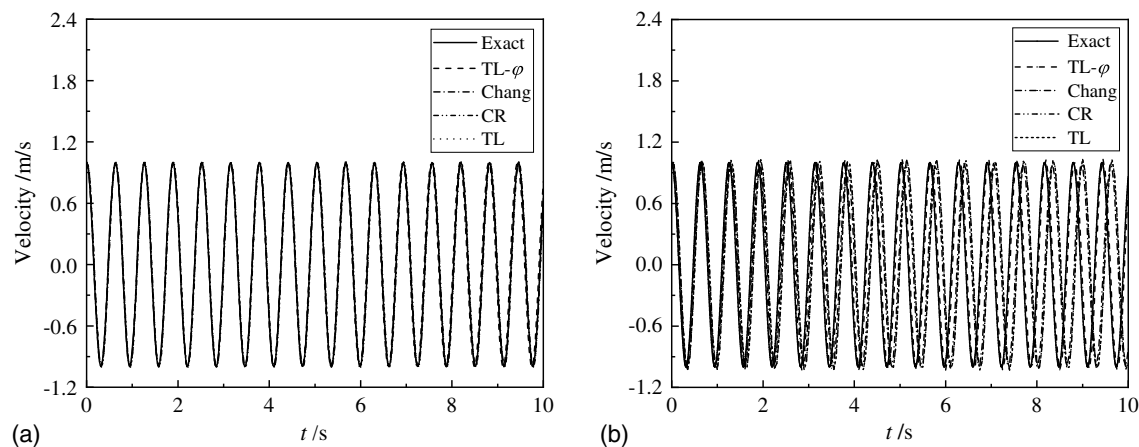 2.4
1.8
1.2
0.6
0.0
-0.6
-1.2
Velocity /m/s
Exact
TL-φ
Chang
CR
TL
0 2 4 6 8 10
t /s
(a)
2.4
1.8
1.2
0.6
0.0
-0.6
-1.2
Velocity /m/s
Exact
TL-φ
Chang
CR
TL
0 2 4 6 8 10
t /s
(b)